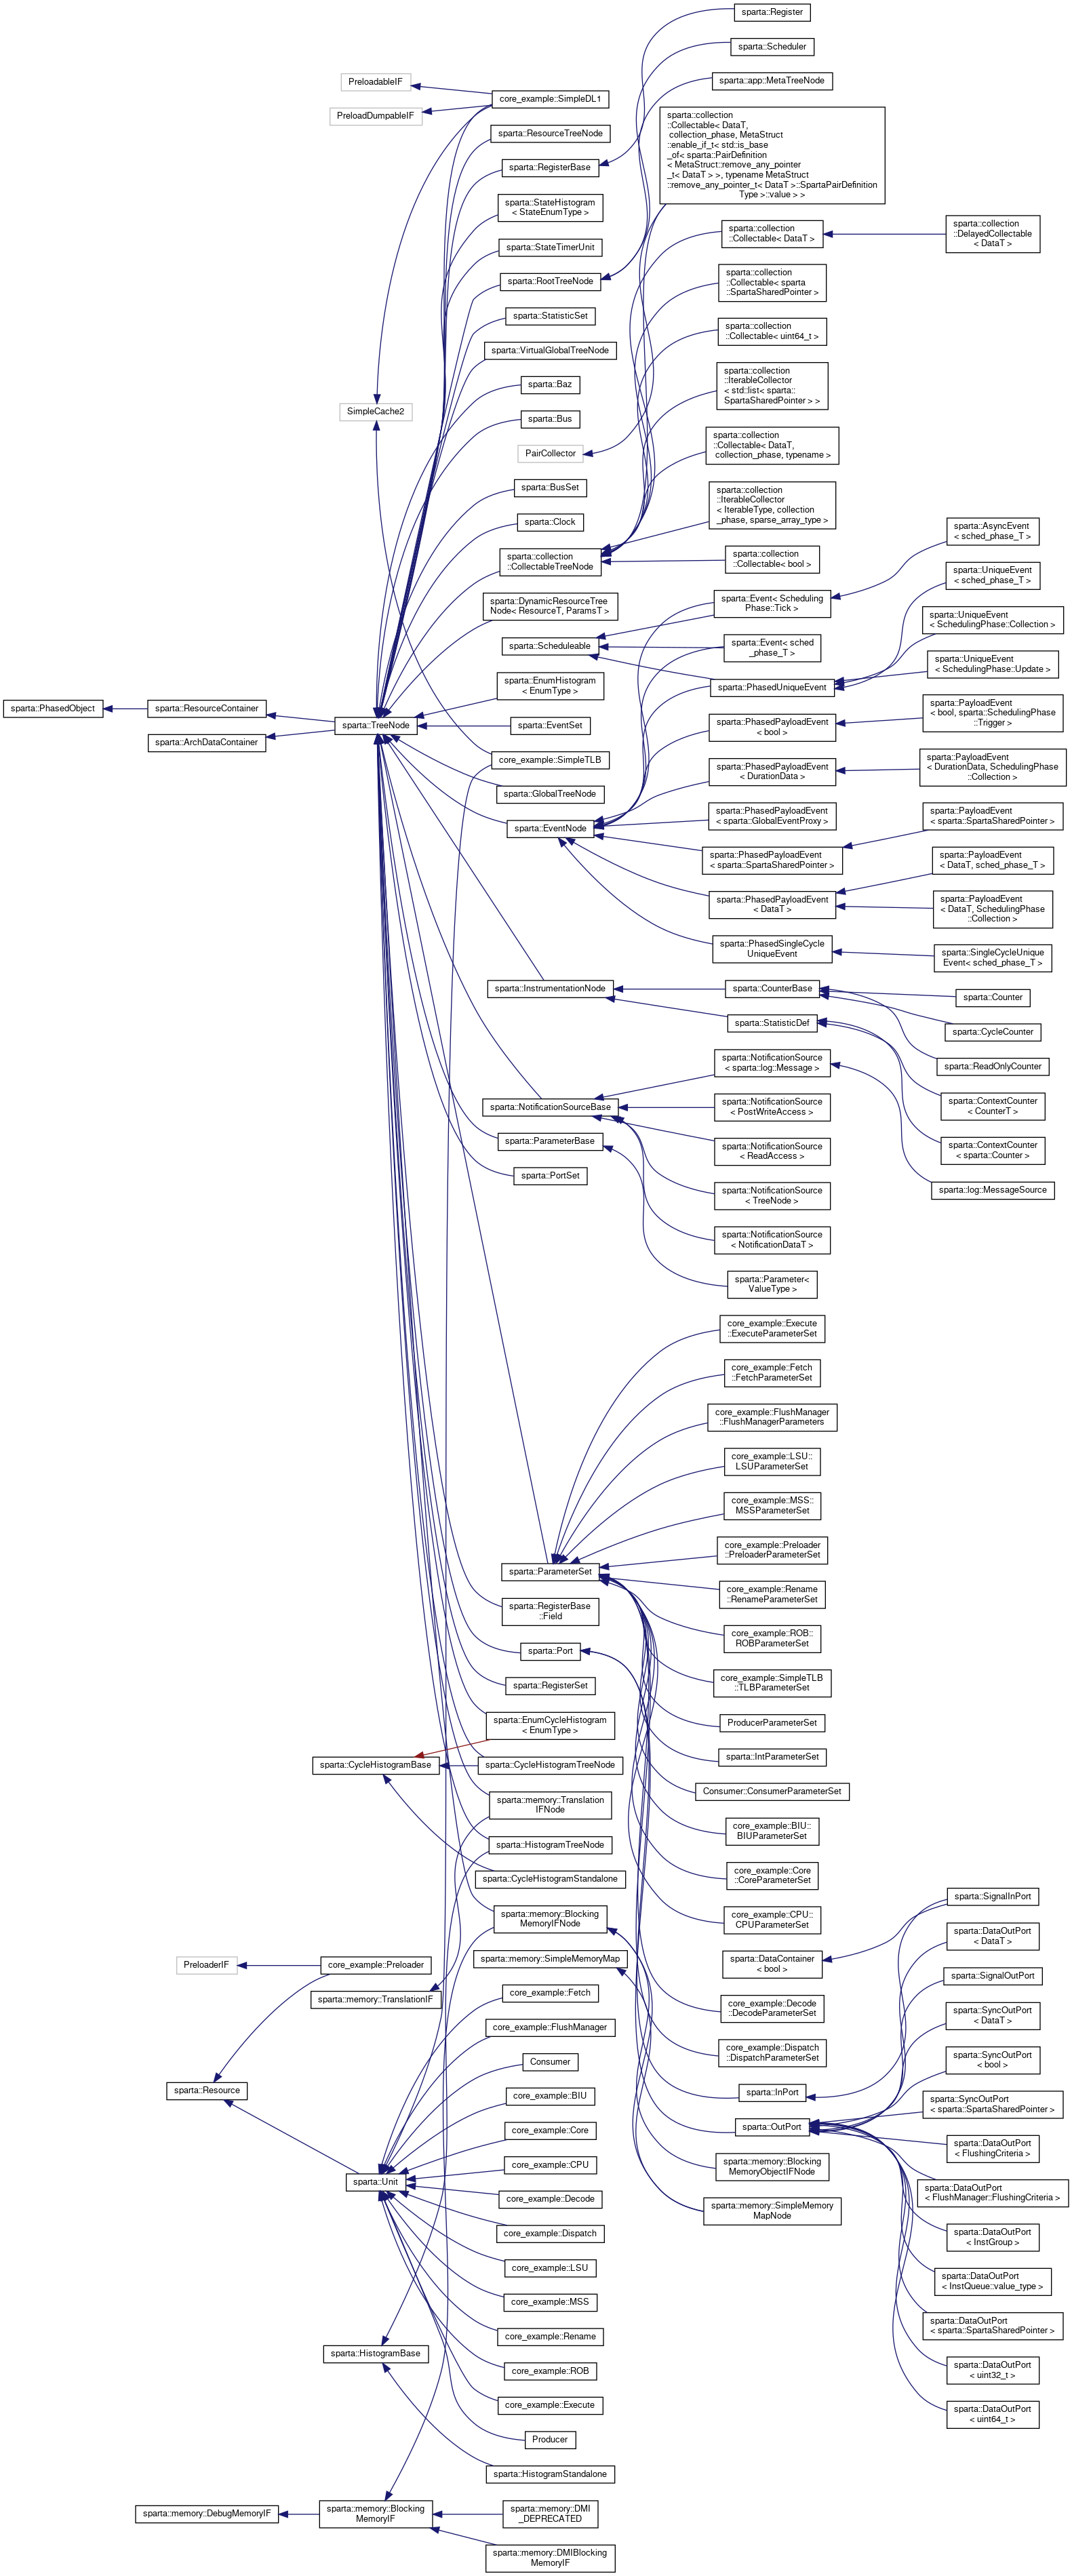 sparta::Register
sparta::Scheduler
sparta::app::MetaTreeNode
PreloadableIF
PreloadDumpableIF
core_example::SimpleDL1
sparta::collection
::Collectable< DataT,
collection_phase, MetaStruct
::enable_if_t< std::is_base
_of< sparta::PairDefinition
< MetaStruct::remove_any_pointer
_t< DataT > >, typename MetaStruct
::remove_any_pointer_t< DataT >::SpartaPairDefinition
Type >::value > >
sparta::ResourceTreeNode
sparta::RegisterBase
sparta::StateHistogram
< StateEnumType >
sparta::StateTimerUnit
sparta::RootTreeNode
sparta::StatisticSet
sparta::VirtualGlobalTreeNode
sparta::Baz
sparta::Bus
SimpleCache2
PairCollector
sparta::BusSet
sparta::Clock
sparta::collection
::CollectableTreeNode
sparta::collection
::Collectable< DataT >
sparta::collection
::DelayedCollectable
< DataT >
sparta::collection
::Collectable< sparta
::SpartaSharedPointer >
sparta::collection
::Collectable< uint64_t >
sparta::collection
::IterableCollector
< std::list< sparta::
SpartaSharedPointer > >
sparta::collection
::Collectable< DataT,
collection_phase, typename >
sparta::collection
::IterableCollector
< IterableType, collection
_phase, sparse_array_type >
sparta::collection
::Collectable< bool >
sparta::DynamicResourceTree
Node< ResourceT, ParamsT >
sparta::Scheduleable
sparta::Event< Scheduling
Phase::Tick >
sparta::Event< sched
_phase_T >
sparta::PhasedUniqueEvent
sparta::AsyncEvent
< sched_phase_T >
sparta::UniqueEvent
< sched_phase_T >
sparta::UniqueEvent
< SchedulingPhase::Collection >
sparta::UniqueEvent
< SchedulingPhase::Update >
sparta::PhasedObject
sparta::ResourceContainer
sparta::ArchDataContainer
sparta::TreeNode
sparta::EnumHistogram
< EnumType >
sparta::EventSet
core_example::SimpleTLB
sparta::GlobalTreeNode
sparta::EventNode
sparta::PhasedPayloadEvent
< bool >
sparta::PayloadEvent
< bool, sparta::SchedulingPhase
::Trigger >
sparta::PhasedPayloadEvent
< DurationData >
sparta::PayloadEvent
< DurationData, SchedulingPhase
::Collection >
sparta::PhasedPayloadEvent
< sparta::GlobalEventProxy >
sparta::PhasedPayloadEvent
< sparta::SpartaSharedPointer >
sparta::PayloadEvent
< sparta::SpartaSharedPointer >
sparta::PhasedPayloadEvent
< DataT >
sparta::PayloadEvent
< DataT, sched_phase_T >
sparta::PayloadEvent
< DataT, SchedulingPhase
::Collection >
sparta::PhasedSingleCycle
UniqueEvent
sparta::SingleCycleUnique
Event< sched_phase_T >
sparta::InstrumentationNode
sparta::CounterBase
sparta::StatisticDef
sparta::Counter
sparta::CycleCounter
sparta::ReadOnlyCounter
sparta::ContextCounter
< CounterT >
sparta::ContextCounter
< sparta::Counter >
sparta::NotificationSourceBase
sparta::NotificationSource
< sparta::log::Message >
sparta::log::MessageSource
sparta::NotificationSource
< PostWriteAccess >
sparta::NotificationSource
< ReadAccess >
sparta::NotificationSource
< TreeNode >
sparta::NotificationSource
< NotificationDataT >
sparta::ParameterBase
sparta::PortSet
sparta::Parameter<
ValueType >
core_example::Execute
::ExecuteParameterSet
core_example::Fetch
::FetchParameterSet
core_example::FlushManager
::FlushManagerParameters
core_example::LSU::
LSUParameterSet
core_example::MSS::
MSSParameterSet
core_example::Preloader
::PreloaderParameterSet
sparta::ParameterSet
core_example::Rename
::RenameParameterSet
core_example::ROB::
ROBParameterSet
core_example::SimpleTLB
::TLBParameterSet
ProducerParameterSet
sparta::IntParameterSet
Consumer::ConsumerParameterSet
core_example::BIU::
BIUParameterSet
core_example::Core
::CoreParameterSet
core_example::CPU::
CPUParameterSet
sparta::RegisterBase
::Field
sparta::Port
sparta::RegisterSet
sparta::EnumCycleHistogram
< EnumType >
sparta::CycleHistogramBase
sparta::CycleHistogramTreeNode
sparta::memory::Translation
IFNode
sparta::HistogramTreeNode
sparta::CycleHistogramStandalone
sparta::memory::Blocking
MemoryIFNode
sparta::memory::SimpleMemoryMap
sparta::DataContainer
< bool >
core_example::Decode
::DecodeParameterSet
core_example::Dispatch
::DispatchParameterSet
sparta::InPort
sparta::OutPort
sparta::memory::Blocking
MemoryObjectIFNode
sparta::memory::SimpleMemory
MapNode
sparta::SignalInPort
sparta::DataOutPort
< DataT >
sparta::SignalOutPort
sparta::SyncOutPort
< DataT >
sparta::SyncOutPort
< bool >
sparta::SyncOutPort
< sparta::SpartaSharedPointer >
sparta::DataOutPort
< FlushingCriteria >
sparta::DataOutPort
< FlushManager::FlushingCriteria >
sparta::DataOutPort
< InstGroup >
sparta::DataOutPort
< InstQueue::value_type >
sparta::DataOutPort
< sparta::SpartaSharedPointer >
sparta::DataOutPort
< uint32_t >
sparta::DataOutPort
< uint64_t >
PreloaderIF
core_example::Preloader
sparta::memory::TranslationIF
sparta::Resource
core_example::Fetch
core_example::FlushManager
Consumer
core_example::BIU
core_example::Core
core_example::CPU
sparta::Unit
core_example::Decode
core_example::Dispatch
core_example::LSU
core_example::MSS
core_example::Rename
sparta::HistogramBase
core_example::ROB
core_example::Execute
Producer
sparta::HistogramStandalone
sparta::memory::DebugMemoryIF
sparta::memory::Blocking
MemoryIF
sparta::memory::DMI
_DEPRECATED
sparta::memory::DMIBlocking
MemoryIF